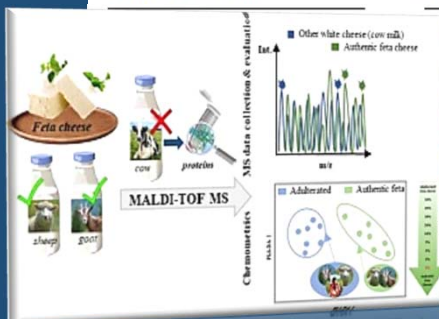 Feta cheese
sheep
goat
cow
proteins
MALDI-TOF MS
MS data collection & evaluation
Chemometrics
Other white cheese (cow milk)
Authentic feta cheese
Int.
m/z
Adulterated
Authentic feta